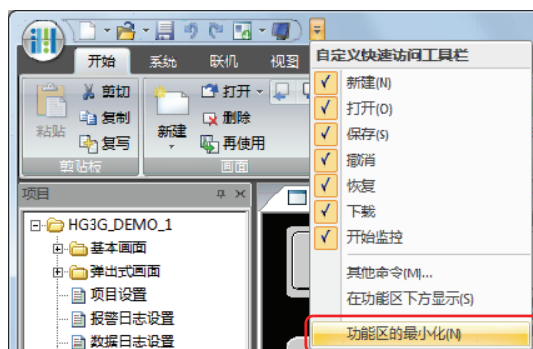 自定义快速访问工具栏
开始 系统 联机 视图
新建(N)
打开(O)
保存(S)
撤消
恢复
下载
开始监控
其他命令(M)...
在功能区下方显示(S)
功能区的最小化(N)
粘贴
剪切
复制
复写
剪贴板
新建
打开
删除
再使用
画面
项目
HG3G_DEMO_1
基本画面
弹出式画面
项目设置
报警日志设置
数据日志设置